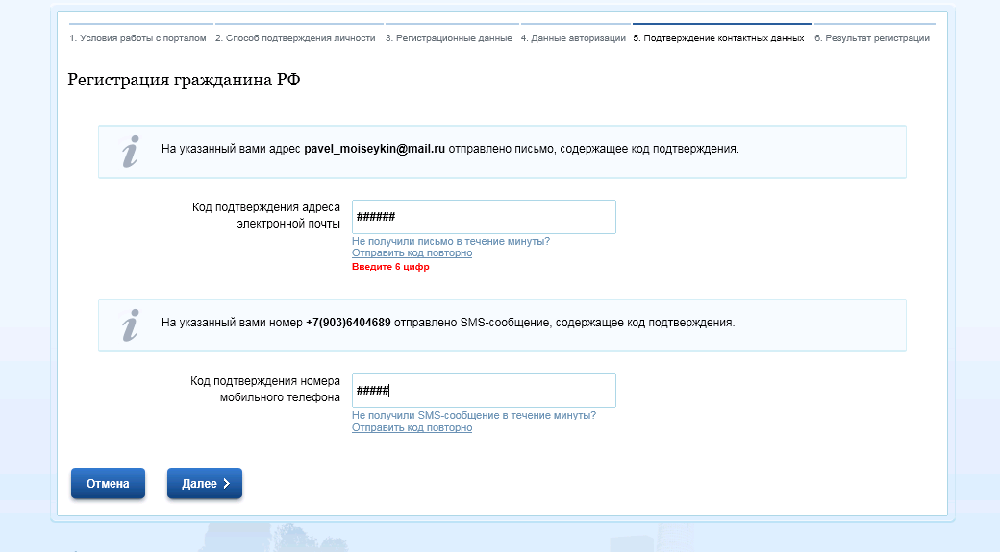 1. Условия работы с порталом 2. Способ подтверждения личности 3. Регистрационные данные 4. Данные авторизации 5. Подтверждение контактных данных 6. Результат регистрации
Регистрация гражданина РФ
На указанный вами адрес pavel_moiseykin@mail.ru отправлено письмо, содержащее код подтверждения.
Код подтверждения адреса
электронной почты
######
Не получили письмо в течение минуты?
Отправить код повторно
Введите 6 цифр
На указанный вами номер +7(903)6404689 отправлено SMS-сообщение, содержащее код подтверждения.
Код подтверждения номера
мобильного телефона
#####
Не получили SMS-сообщение в течение минуты?
Отправить код повторно
Отмена Далее